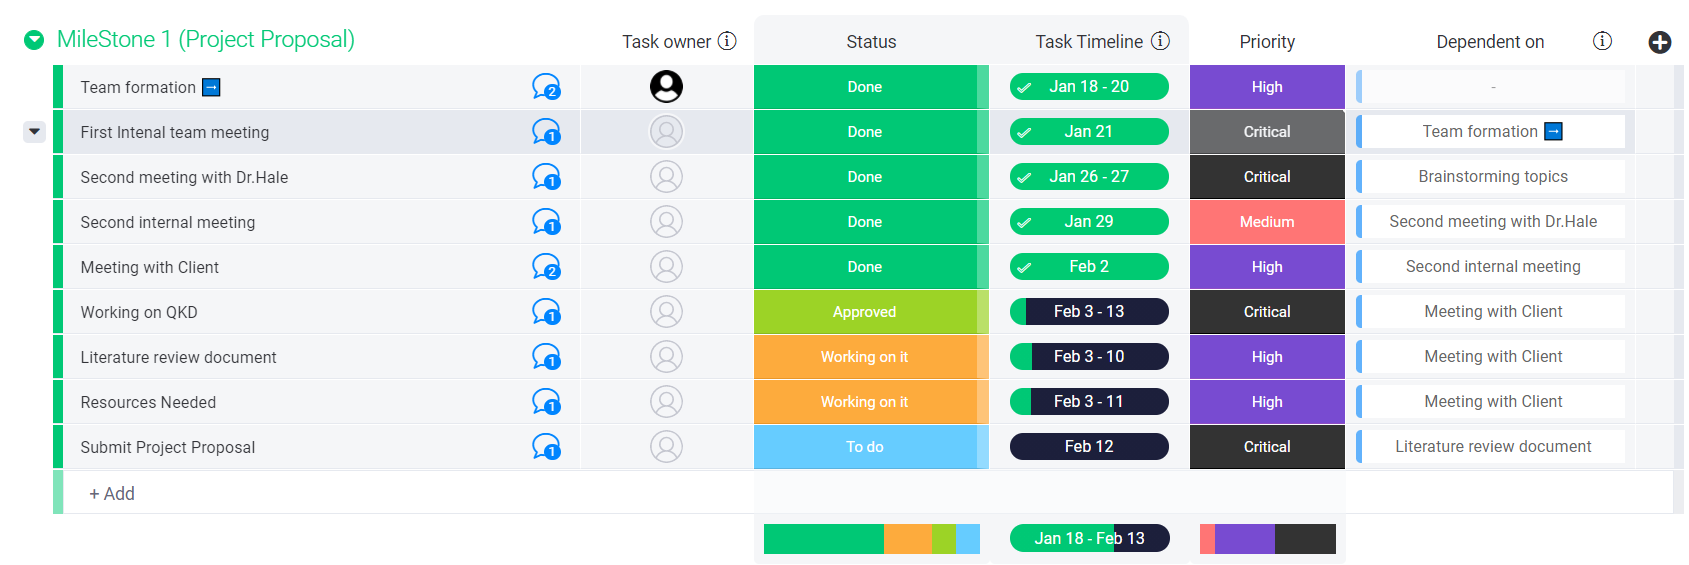 MileStone 1 (Project Proposal) Task owner Status Task Timeline Priority Dependent on
Team formation 2 Done Jan 18 - 20 High -
First Intenal team meeting 1 Done Jan 21 Critical Team formation
Second meeting with Dr.Hale 1 Done Jan 26 - 27 Critical Brainstorming topics
Second internal meeting 1 Done Jan 29 Medium Second meeting with Dr.Hale
Meeting with Client 2 Done Feb 2 High Second internal meeting
Working on QKD 1 Approved Feb 3 - 13 Critical Meeting with Client
Literature review document 1 Working on it Feb 3 - 10 High Meeting with Client
Resources Needed 1 Working on it Feb 3 - 11 High Meeting with Client
Submit Project Proposal 1 To do Feb 12 Critical Literature review document
+ Add
Jan 18 - Feb 13